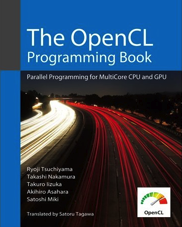 The OpenCL
Programming Book
Parallel Programming for MultiCore CPU and GPU
Ryoji Tsuchiyama
Takashi Nakamura
Takuro Iizuka
Akihiro Asahara
Satoshi Miki
Translated by Satoru Tagawa
OpenCL